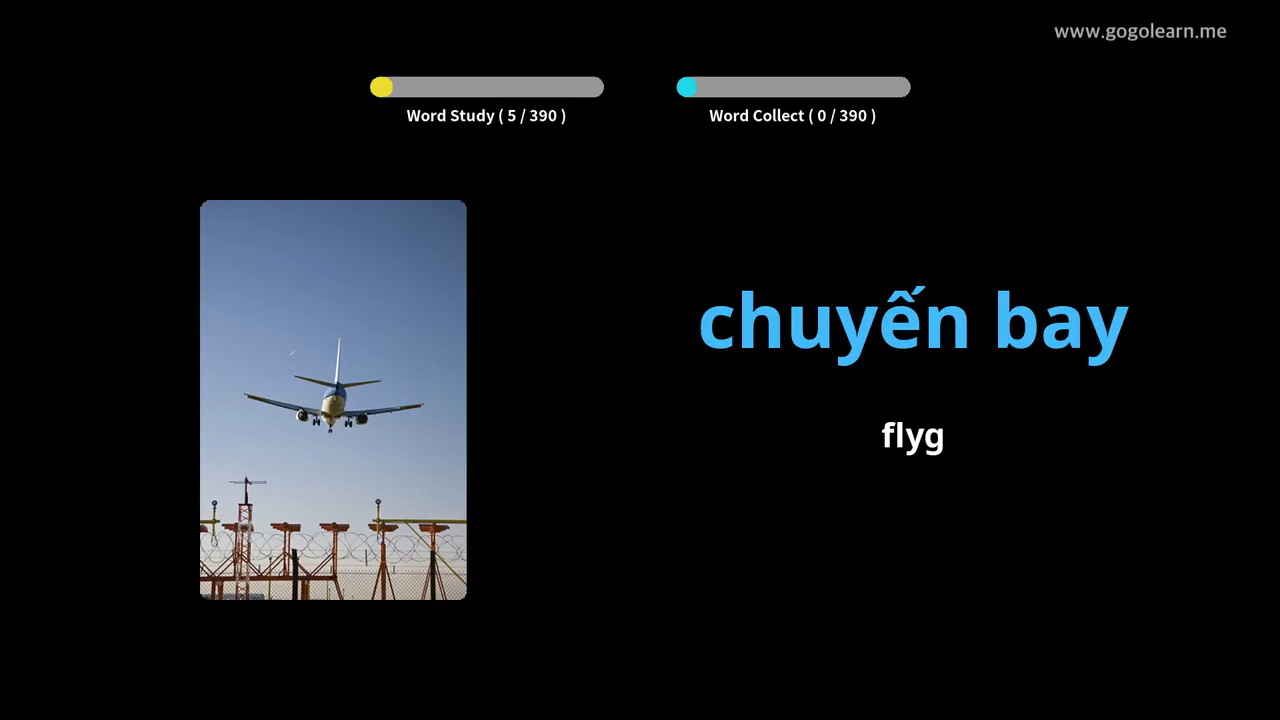 www.gogolearn.me
Word Study ( 5 / 390 )
Word Collect ( 0 / 390 )
chuyến bay
flyg